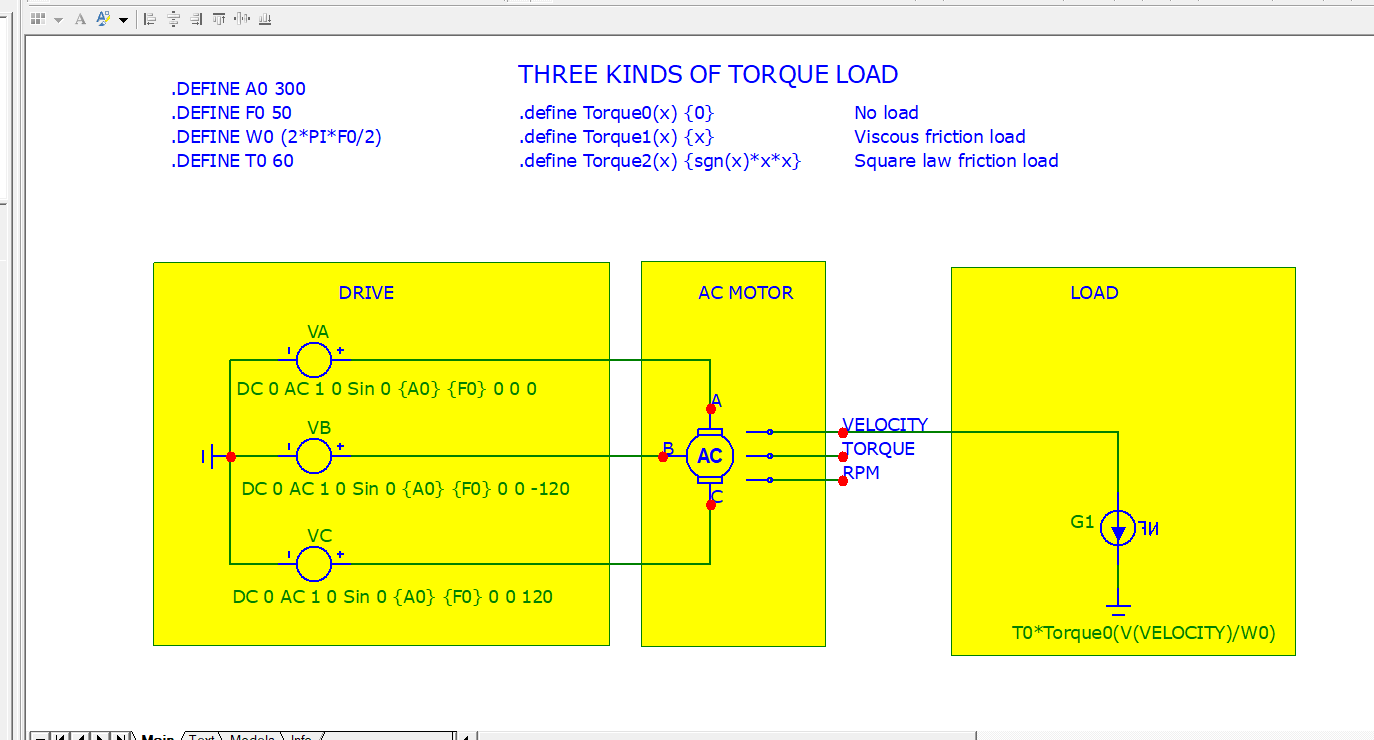 THREE KINDS OF TORQUE LOAD
.DEFINE A0 300
.DEFINE F0 50
.define Torque0(x) {0}
No load
.DEFINE W0 (2*PI*F0/2)
.define Torque1(x) {x}
Viscous friction load
.DEFINE T0 60
.define Torque2(x) {sgn(x)*x*x}
Square law friction load
DRIVE
AC MOTOR
LOAD
VA
DC 0 AC 1 0 Sin 0 {A0} {F0} 0 0 0
A
VB
B
AC
VELOCITY
TORQUE
RPM
DC 0 AC 1 0 Sin 0 {A0} {F0} 0 0 -120
C
G1
NF
VC
DC 0 AC 1 0 Sin 0 {A0} {F0} 0 0 120
T0*Torque0(V(VELOCITY)/W0)
Main
Text
Models
Info